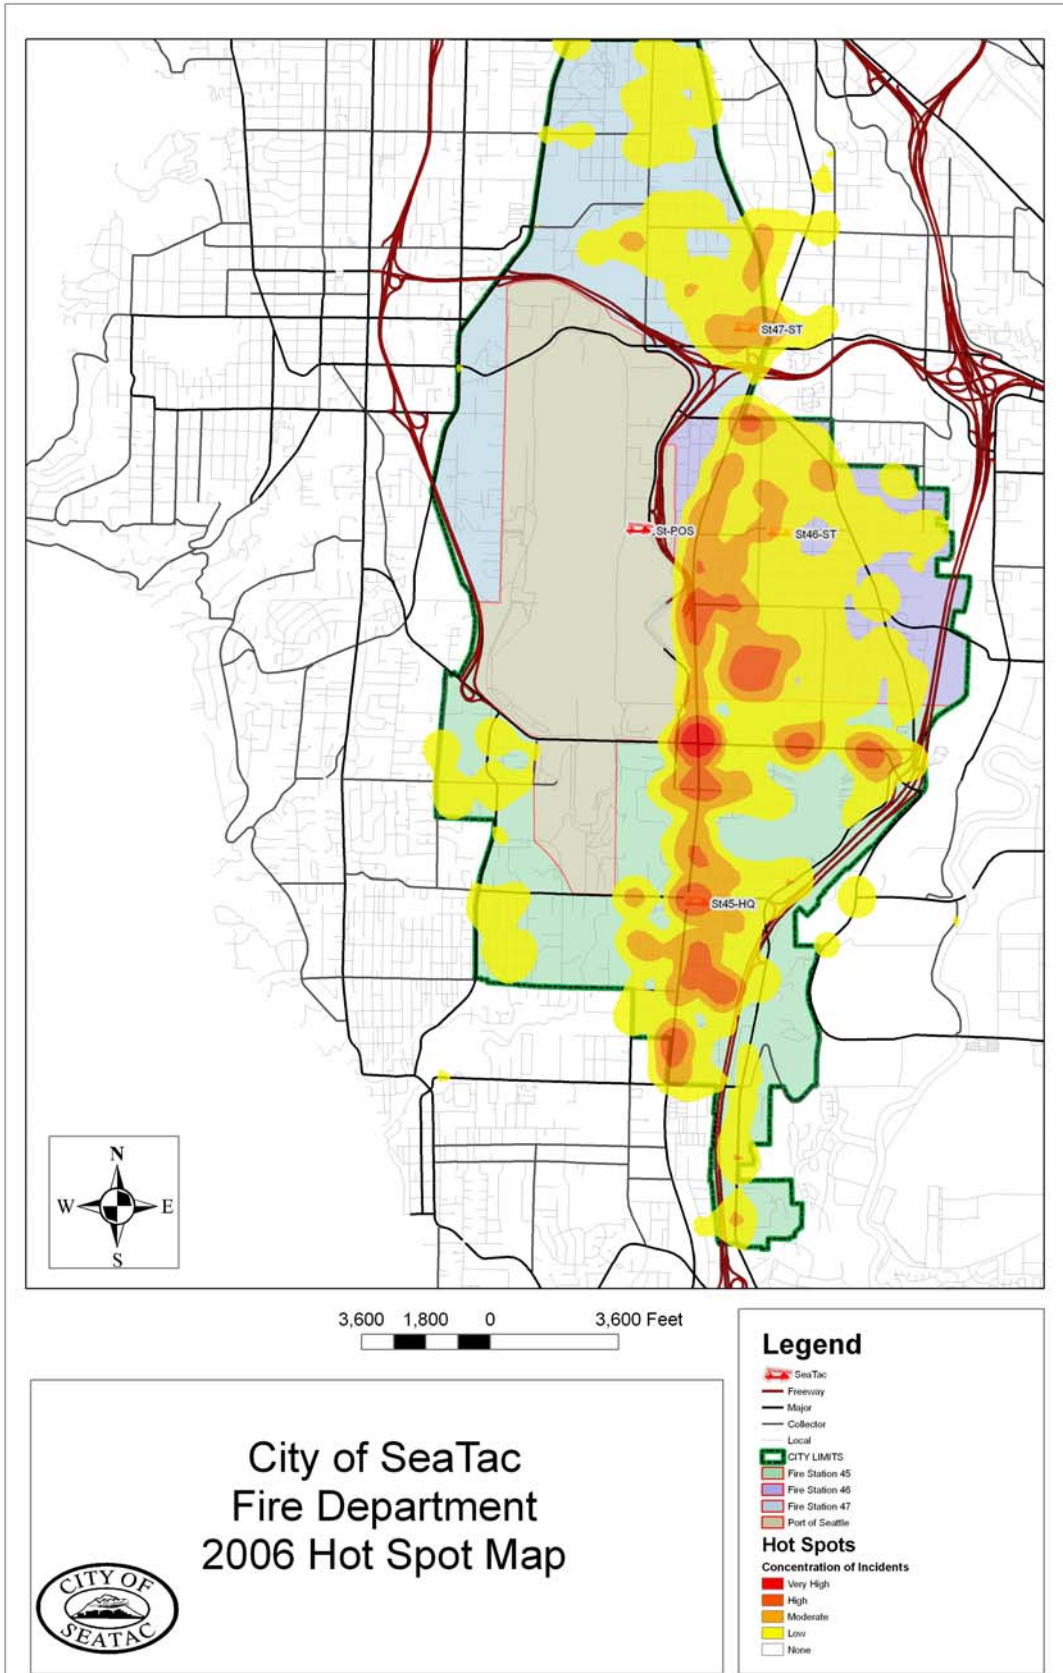 St47-ST
St-POS
St46-ST
St45-HQ
N
W E
S
3,600 1,800 0 3,600 Feet
City of SeaTac
Fire Department
2006 Hot Spot Map
CITY OF
SEATAC
Legend
SeaTac
Freeway
Major
Collector
Local
CITY LIMITS
Fire Station 45
Fire Station 46
Fire Station 47
Port of Seattle
Hot Spots
Concentration of Incidents
Very High
High
Moderate
Low
None